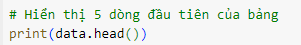 # Hiển thị 5 dòng đầu tiên của bảng
print(data.head())